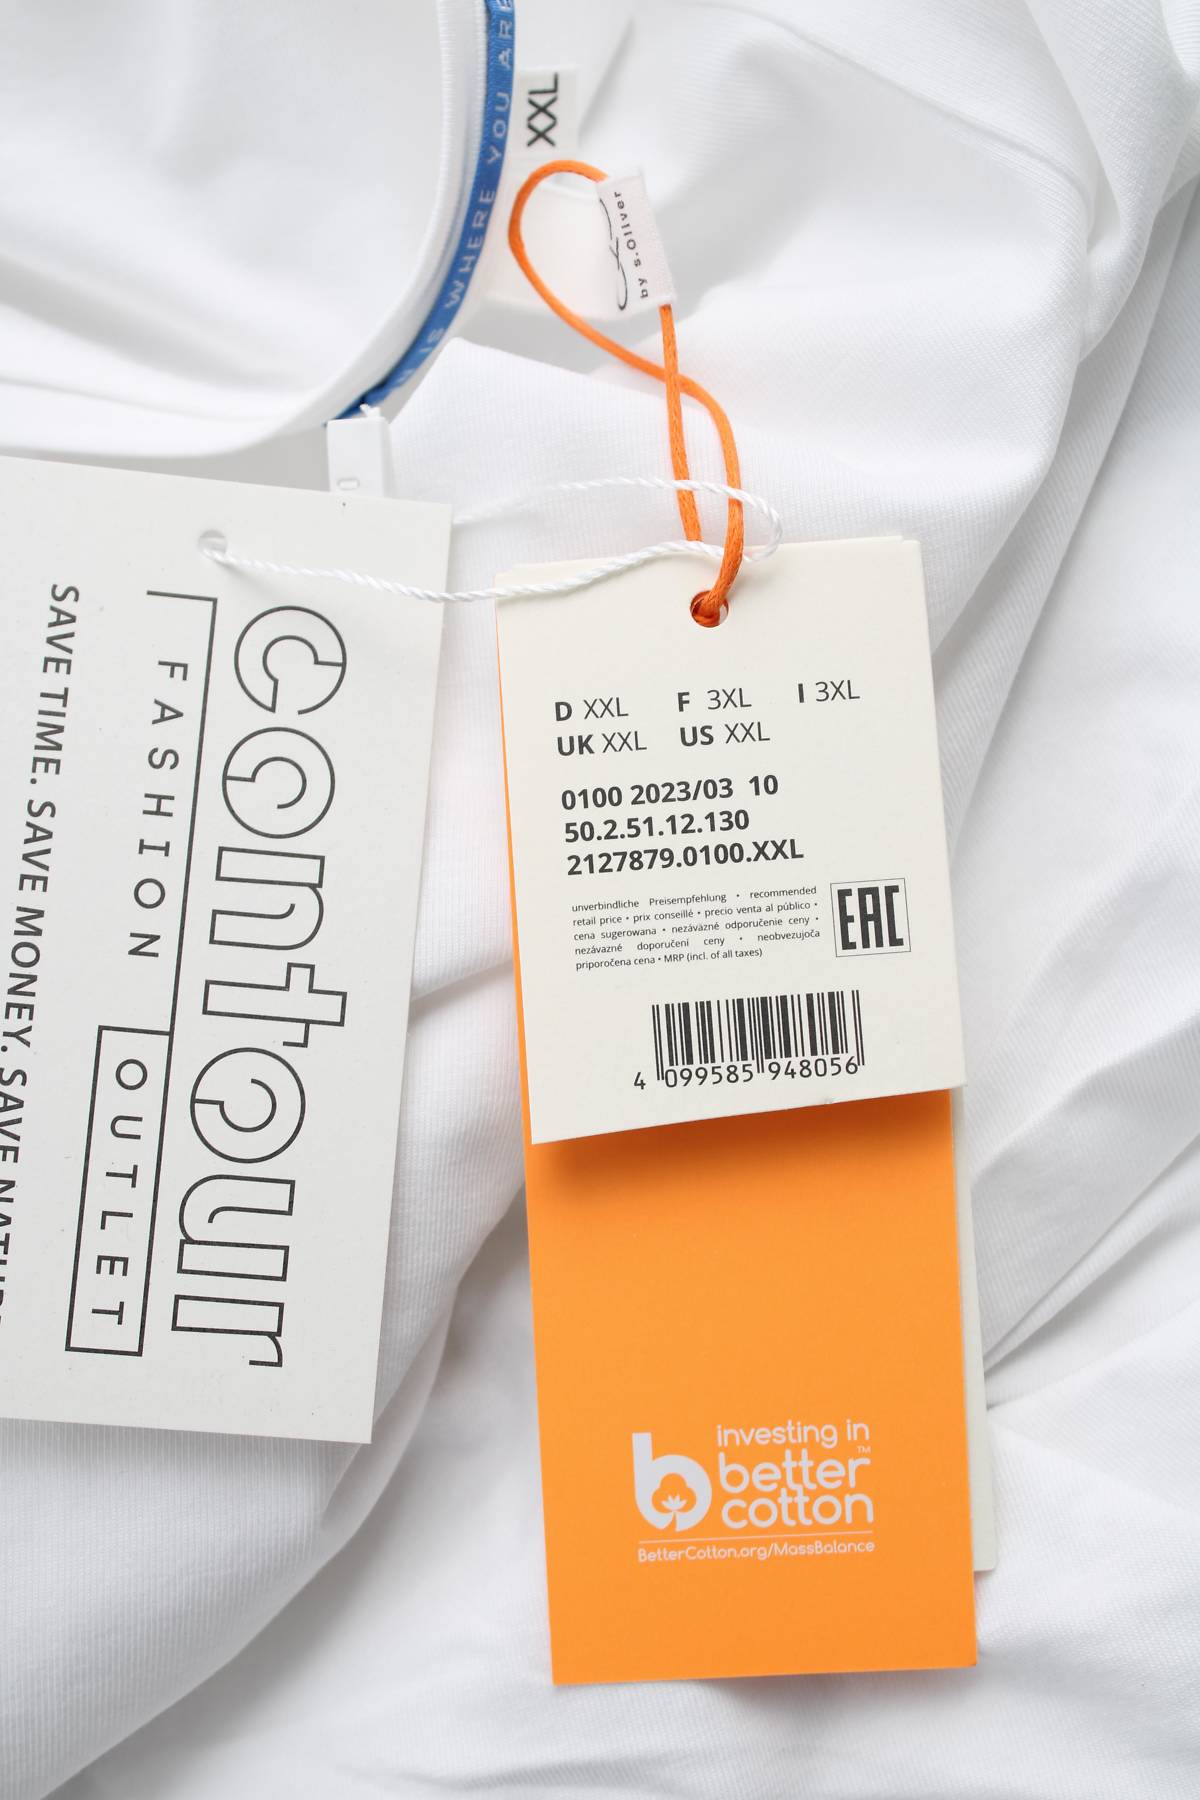 XXL
IS WHERE YOU ARE
by s.Oliver
contour
FASHION
OUTLET
SAVE TIME. SAVE MONEY. SAVE
D XXL F 3XL I 3XL
UK XXL US XXL
0100 2023/03 10
50.2.51.12.130
2127879.0100.XXL
unverbindliche Preisempfehlung • recommended
retail price • prix conseillé • precio venta al público •
cena sugerowana • nezáväzné odporučenie ceny •
nezávazné doporučení ceny • neobvezujoča
priporočena cena • MRP (incl. of all taxes)
EAC
4 099585 948056
investing in
better™
cotton
BetterCotton.org/MassBalance